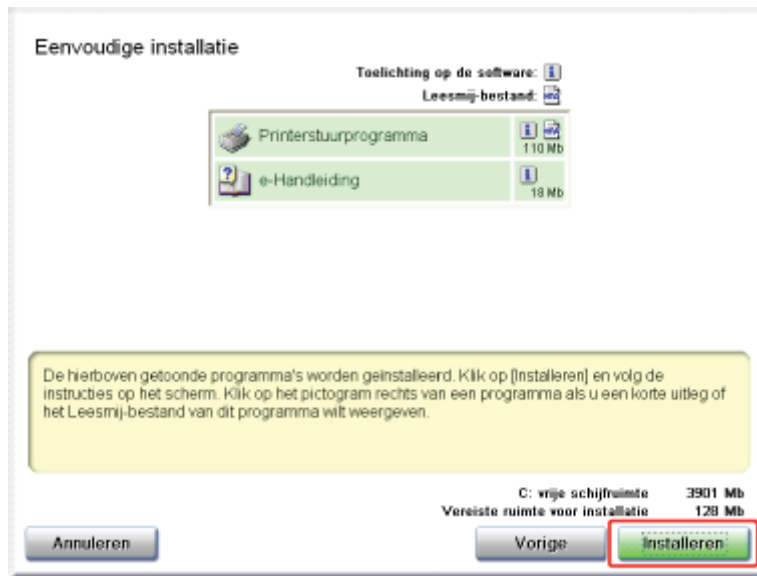 Eenvoudige installatie
Toelichting op de software:
Leesmij-bestand:
Printerstuurprogramma
110 Mb
e-Handleiding
18 Mb
De hierboven getoonde programma's worden geïnstalleerd. Klik op [Installeren] en volg de
instructies op het scherm. Klik op het pictogram rechts van een programma als u een korte uitleg of
het Leesmij-bestand van dit programma wilt weergeven.
C: vrije schijfruimte 3901 Mb
Vereiste ruimte voor installatie 128 Mb
Annuleren Vorige Installeren